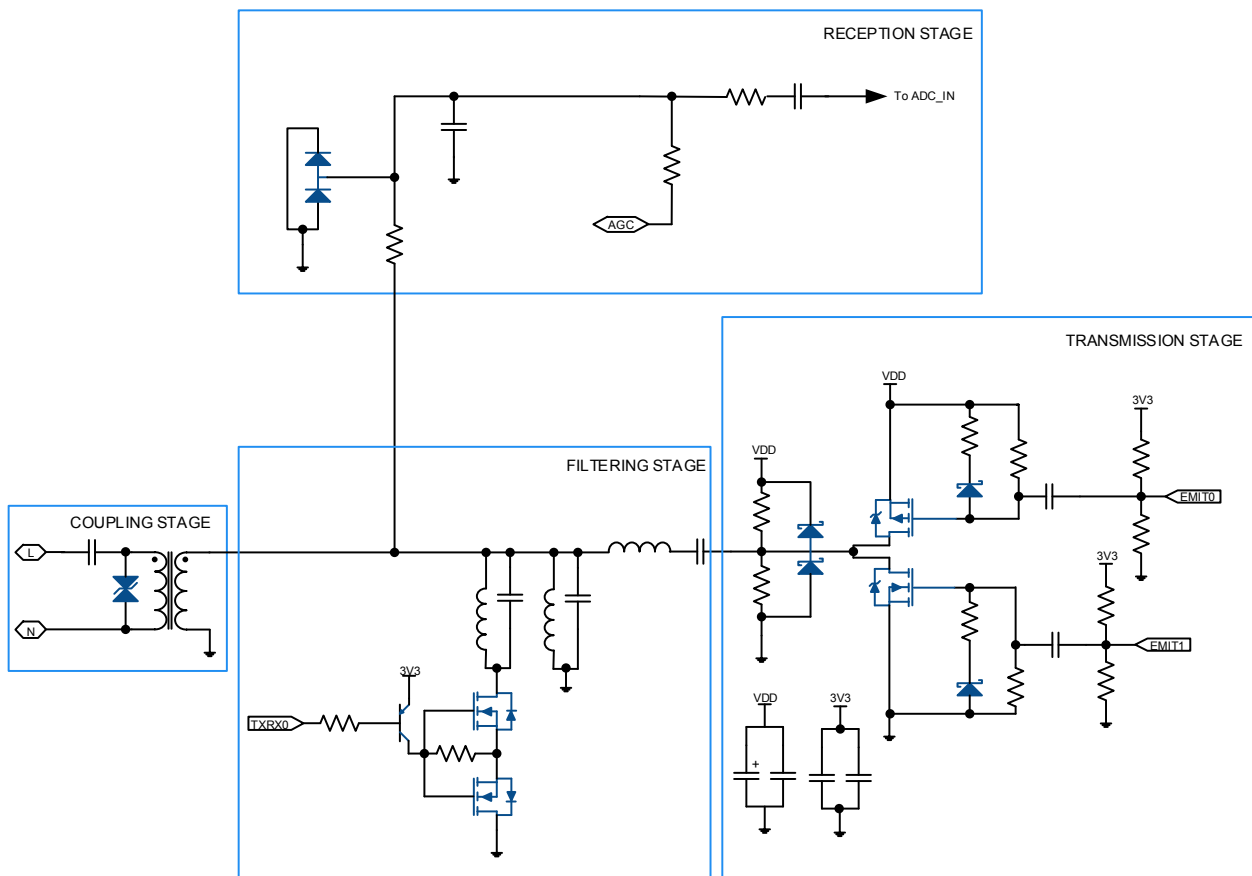 RECEPTION STAGE
To ADC_IN
AGC
TRANSMISSION STAGE
VDD
3V3
FILTERING STAGE
VDD
EMIT0
COUPLING STAGE
L
3V3
N
EMIT1
3V3
TXRX0
VDD
3V3
+